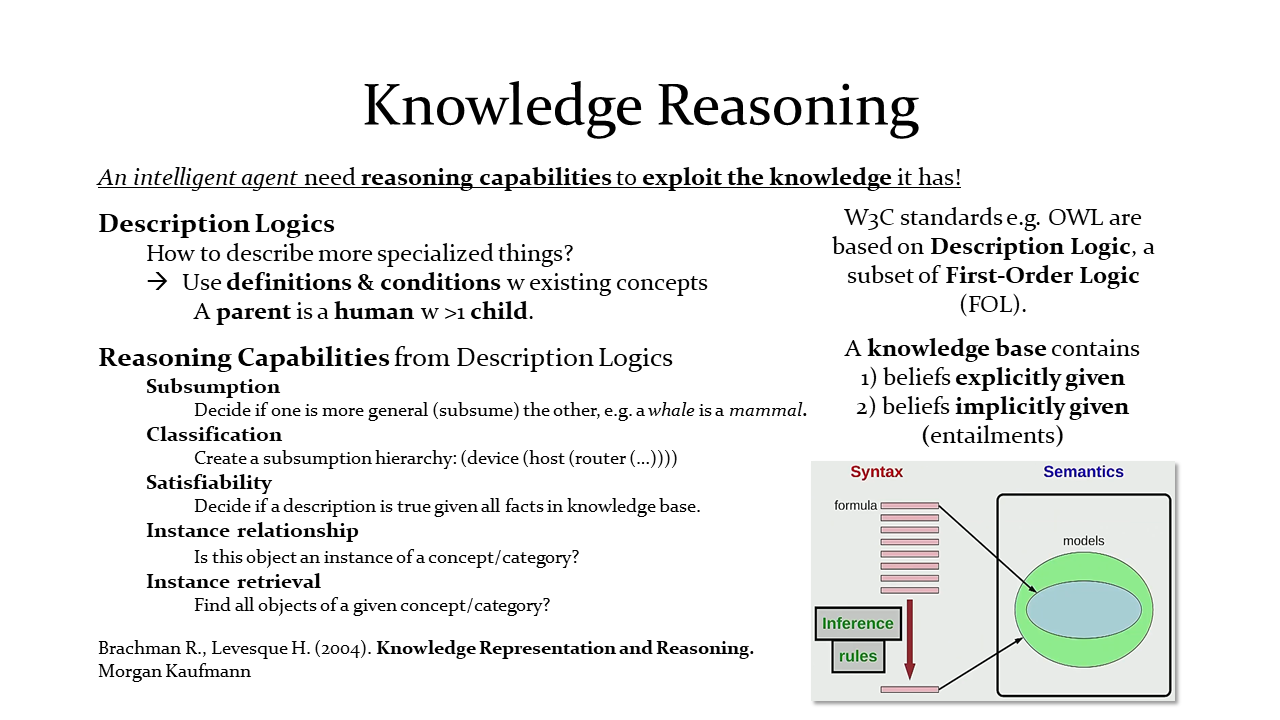 Knowledge Reasoning
An intelligent agent need reasoning capabilities to exploit the knowledge it has!
Description Logics
How to describe more specialized things?
→ Use definitions & conditions w existing concepts
A parent is a human w >1 child.
Reasoning Capabilities from Description Logics
Subsumption
Decide if one is more general (subsume) the other, e.g. a whale is a mammal.
Classification
Create a subsumption hierarchy: (device (host (router (...))))
Satisfiability
Decide if a description is true given all facts in knowledge base.
Instance relationship
Is this object an instance of a concept/category?
Instance retrieval
Find all objects of a given concept/category?
Brachman R., Levesque H. (2004). Knowledge Representation and Reasoning.
Morgan Kaufmann
W3C standards e.g. OWL are
based on Description Logic, a
subset of First-Order Logic
(FOL).
A knowledge base contains
1) beliefs explicitly given
2) beliefs implicitly given
(entailments)
Syntax
Semantics
formula
models
Inference
rules